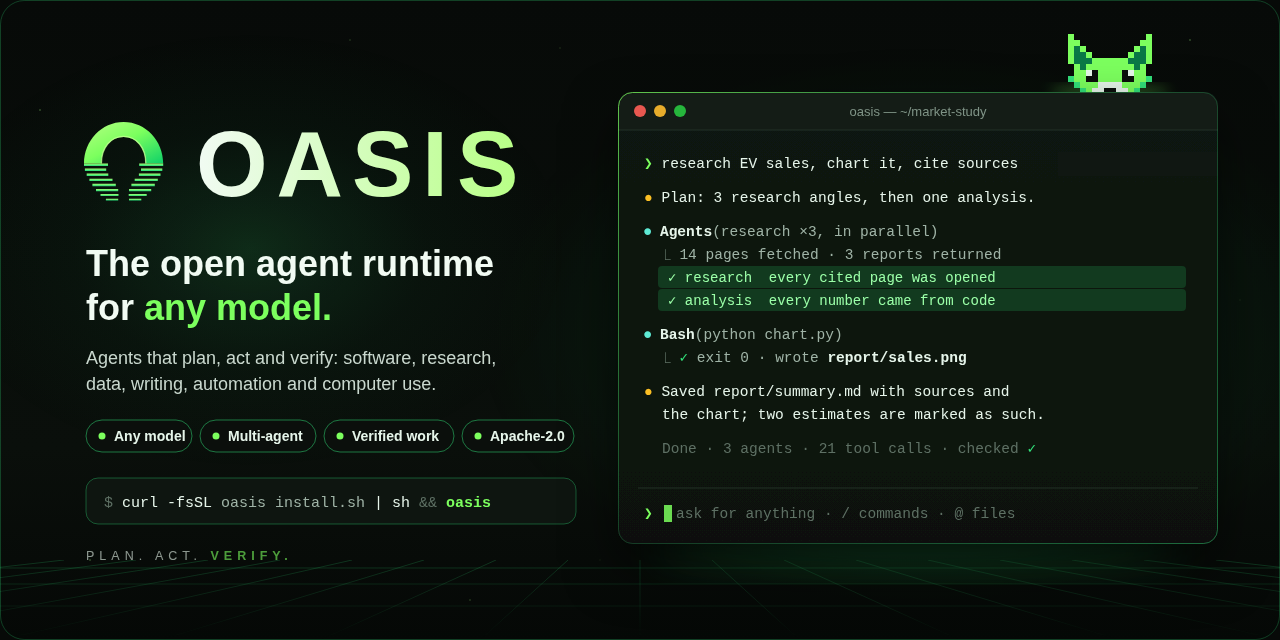 OASIS
The open agent runtime
for any model.
Agents that plan, act and verify: software, research,
data, writing, automation and computer use.
Any model
Multi-agent
Verified work
Apache-2.0
$ curl -fsSL oasis install.sh | sh && oasis
PLAN. ACT. VERIFY.
oasis — ~/market-study
❯ research EV sales, chart it, cite sources
● Plan: 3 research angles, then one analysis.
● Agents(research ×3, in parallel)
⎿ 14 pages fetched · 3 reports returned
✓ research every cited page was opened
✓ analysis every number came from code
● Bash(python chart.py)
⎿ ✓ exit 0 · wrote report/sales.png
● Saved report/summary.md with sources and
the chart; two estimates are marked as such.
Done · 3 agents · 21 tool calls · checked ✓
❯ ask for anything · / commands · @ files